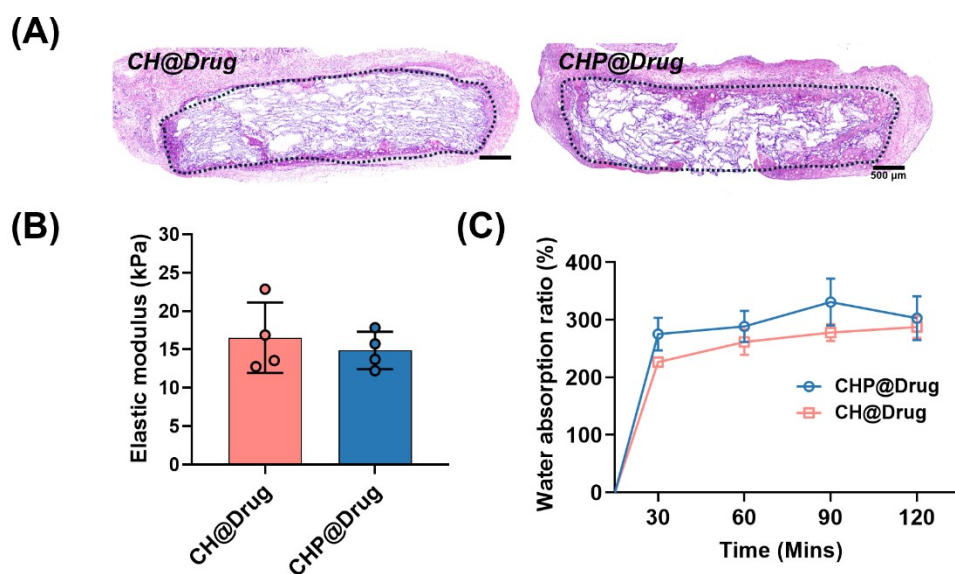 (A)
CH@Drug
CHP@Drug
500 µm
(B)
Elastic modulus (kPa)
30
25
20
15
10
5
0
CH@Drug
CHP@Drug
(C)
Water absorption ratio (%)
400
300
200
100
0
30 60 90 120
Time (Mins)
CHP@Drug
CH@Drug